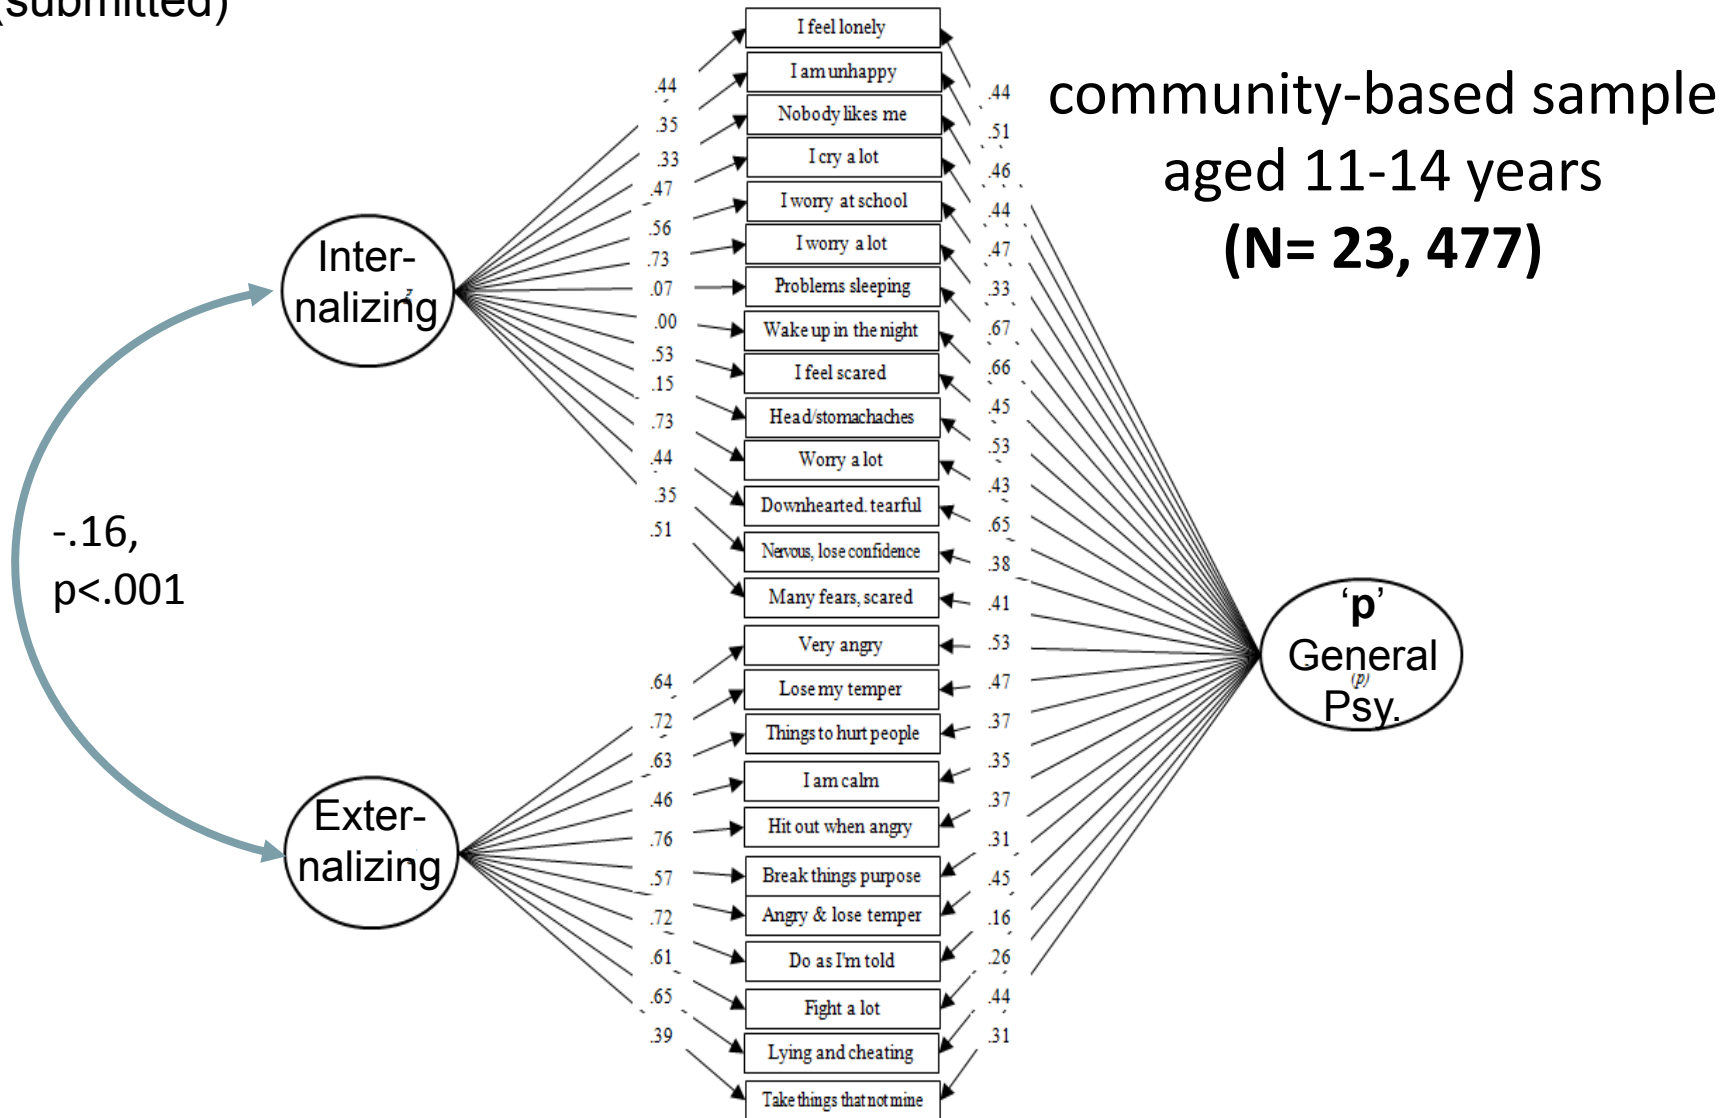 (submitted)
I feel lonely
I am unhappy
Nobody likes me
I cry a lot
I worry at school
I worry a lot
Problems sleeping
Wake up in the night
I feel scared
Head/stomachaches
Worry a lot
Downhearted. tearful
Nervous, lose confidence
Many fears, scared
Very angry
Lose my temper
Things to hurt people
I am calm
Hit out when angry
Break things purpose
Angry & lose temper
Do as I'm told
Fight a lot
Lying and cheating
Take things that not mine
.44
.35
.33
.47
.56
.73
.07
.00
.53
.15
.73
.44
.35
.51
.64
.72
.63
.46
.76
.57
.72
.61
.65
.39
.44
.51
.46
.44
.47
.33
.67
.66
.45
.53
.43
.65
.38
.41
.53
.47
.37
.35
.37
.31
.45
.16
.26
.44
.31
community-based sample
aged 11-14 years
(N= 23, 477)
Inter-
nalizing
-.16,
p<.001
Exter-
nalizing
‘p’
General
(p)
Psy.